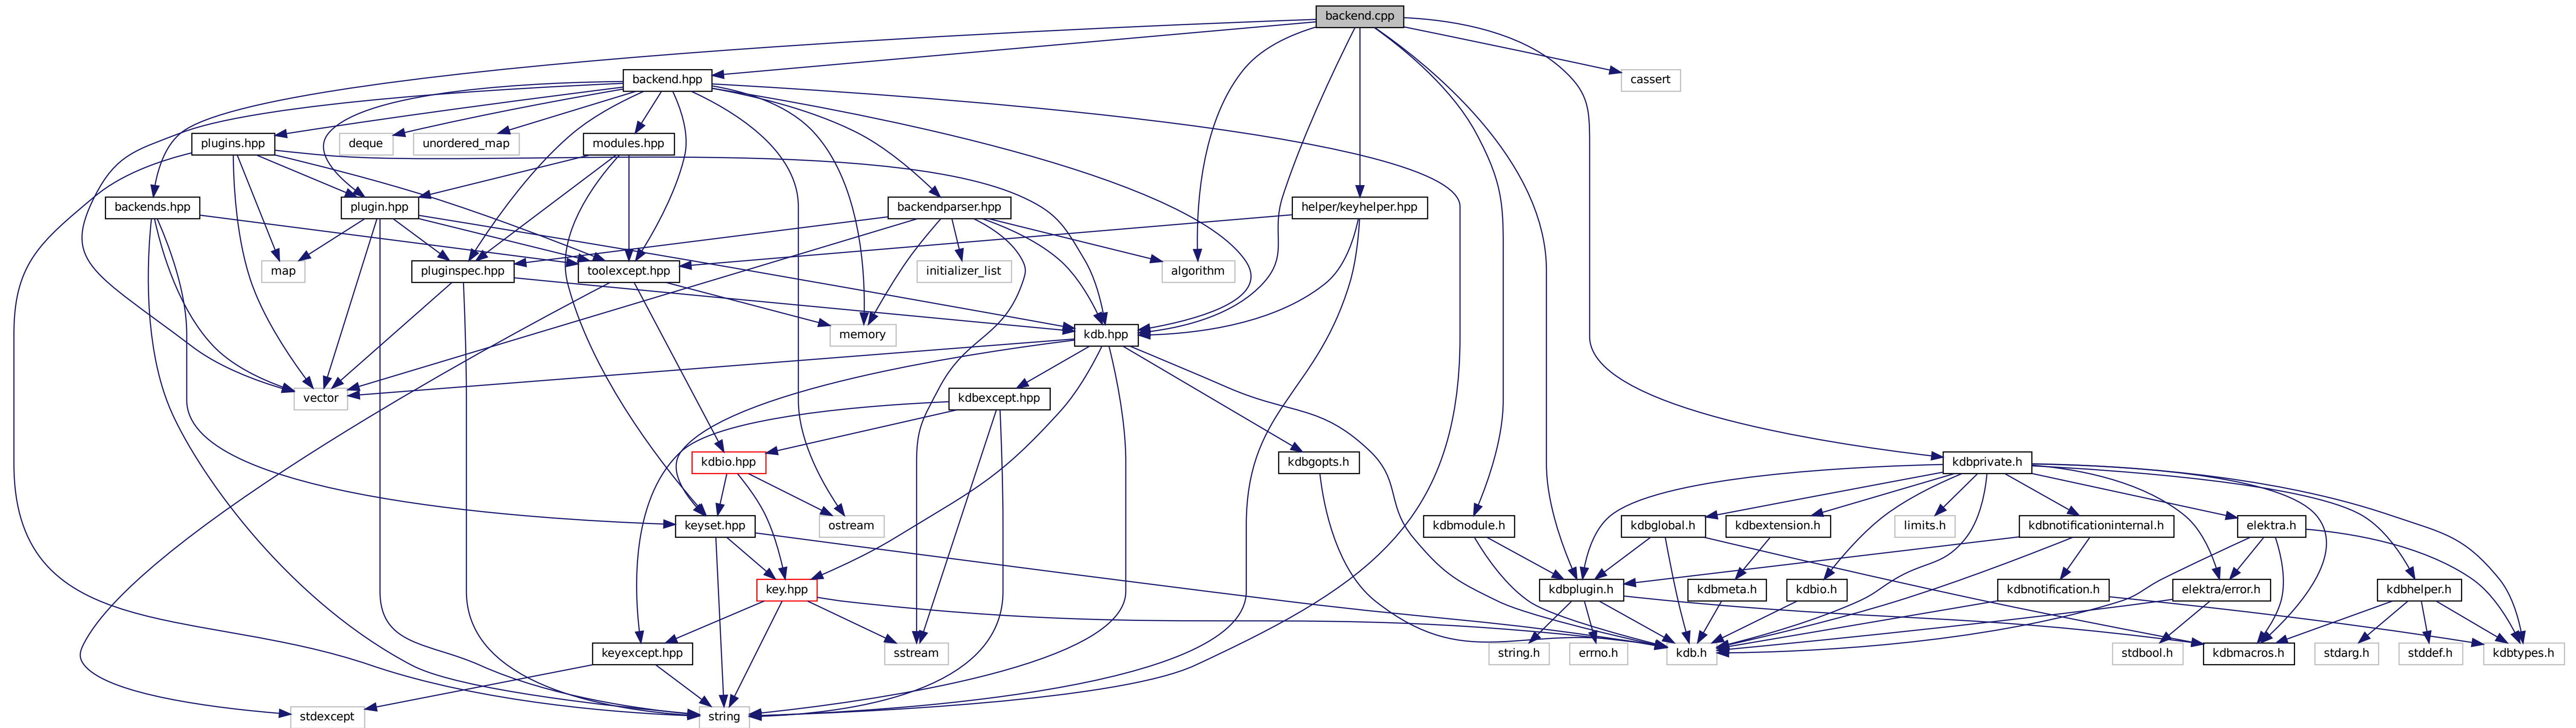 backend.cpp
backend.hpp
cassert
plugins.hpp
deque
unordered_map
modules.hpp
backends.hpp
plugin.hpp
backendparser.hpp
helper/keyhelper.hpp
map
pluginspec.hpp
toolexcept.hpp
initializer_list
algorithm
memory
kdb.hpp
vector
kdbexcept.hpp
kdbio.hpp
kdbgopts.h
kdbprivate.h
keyset.hpp
ostream
kdbmodule.h
kdbglobal.h
kdbextension.h
limits.h
kdbnotificationinternal.h
elektra.h
key.hpp
kdbplugin.h
kdbmeta.h
kdbio.h
kdbnotification.h
elektra/error.h
kdbhelper.h
keyexcept.hpp
sstream
string.h
errno.h
kdb.h
stdbool.h
kdbmacros.h
stdarg.h
stddef.h
kdbtypes.h
stdexcept
string